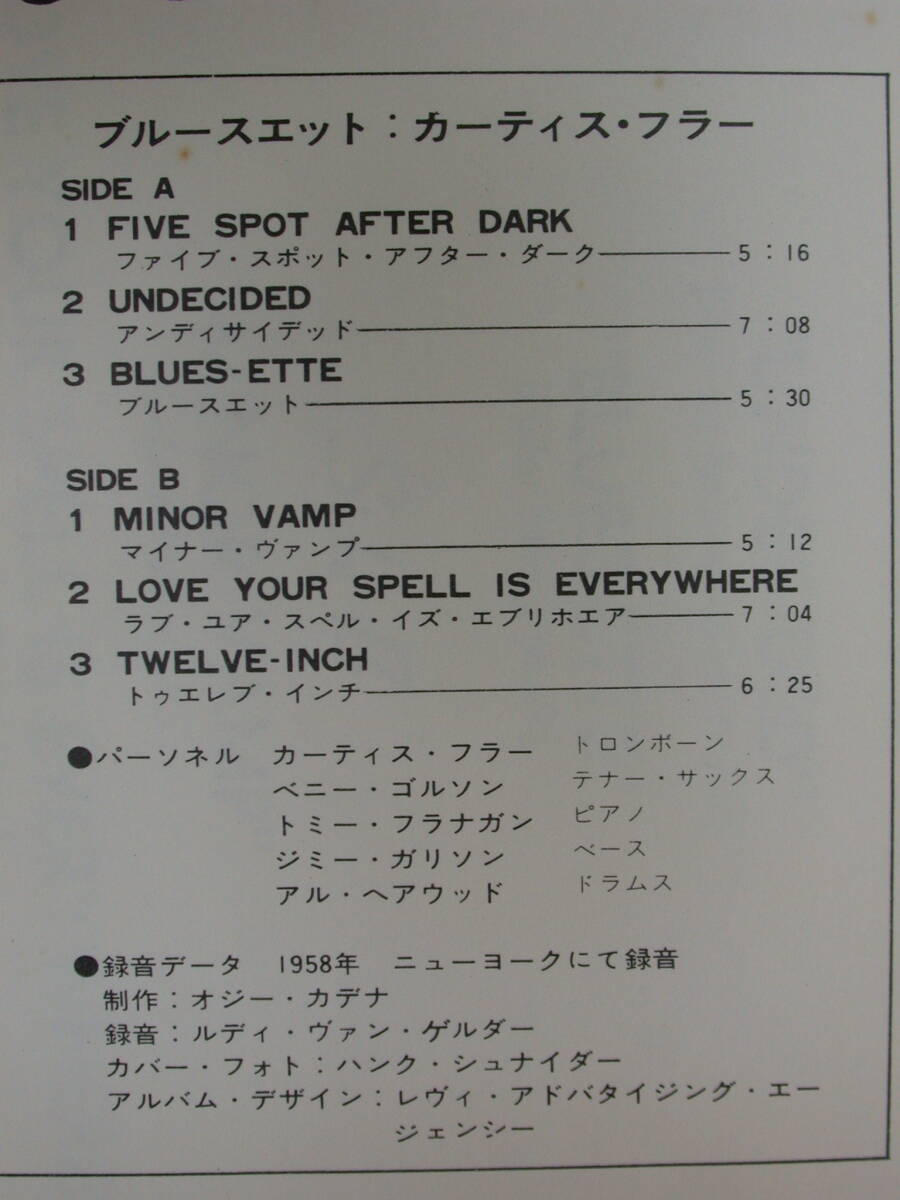 ブルースエット：カーティス・フラー
SIDE A
1 FIVE SPOT AFTER DARK
ファイブ・スポット・アフター・ダーク 5：16
2 UNDECIDED
アンディサイデッド 7：08
3 BLUES-ETTE
ブルースエット 5：30
SIDE B
1 MINOR VAMP
マイナー・ヴァンプ 5：12
2 LOVE YOUR SPELL IS EVERYWHERE
ラブ・ユア・スペル・イズ・エブリホエア 7：04
3 TWELVE-INCH
トゥエレブ・インチ 6：25
●パーソネル カーティス・フラー トロンボーン
ベニー・ゴルソン テナー・サックス
トミー・フラナガン ピアノ
ジミー・ガリソン ベース
アル・ヘアウッド ドラムス
●録音データ 1958年 ニューヨークにて録音
制作：オジー・カデナ
録音：ルディ・ヴァン・ゲルダー
カバー・フォト：ハンク・シュナイダー
アルバム・デザイン：レヴィ・アドバタイジング・エー
ジェンシー